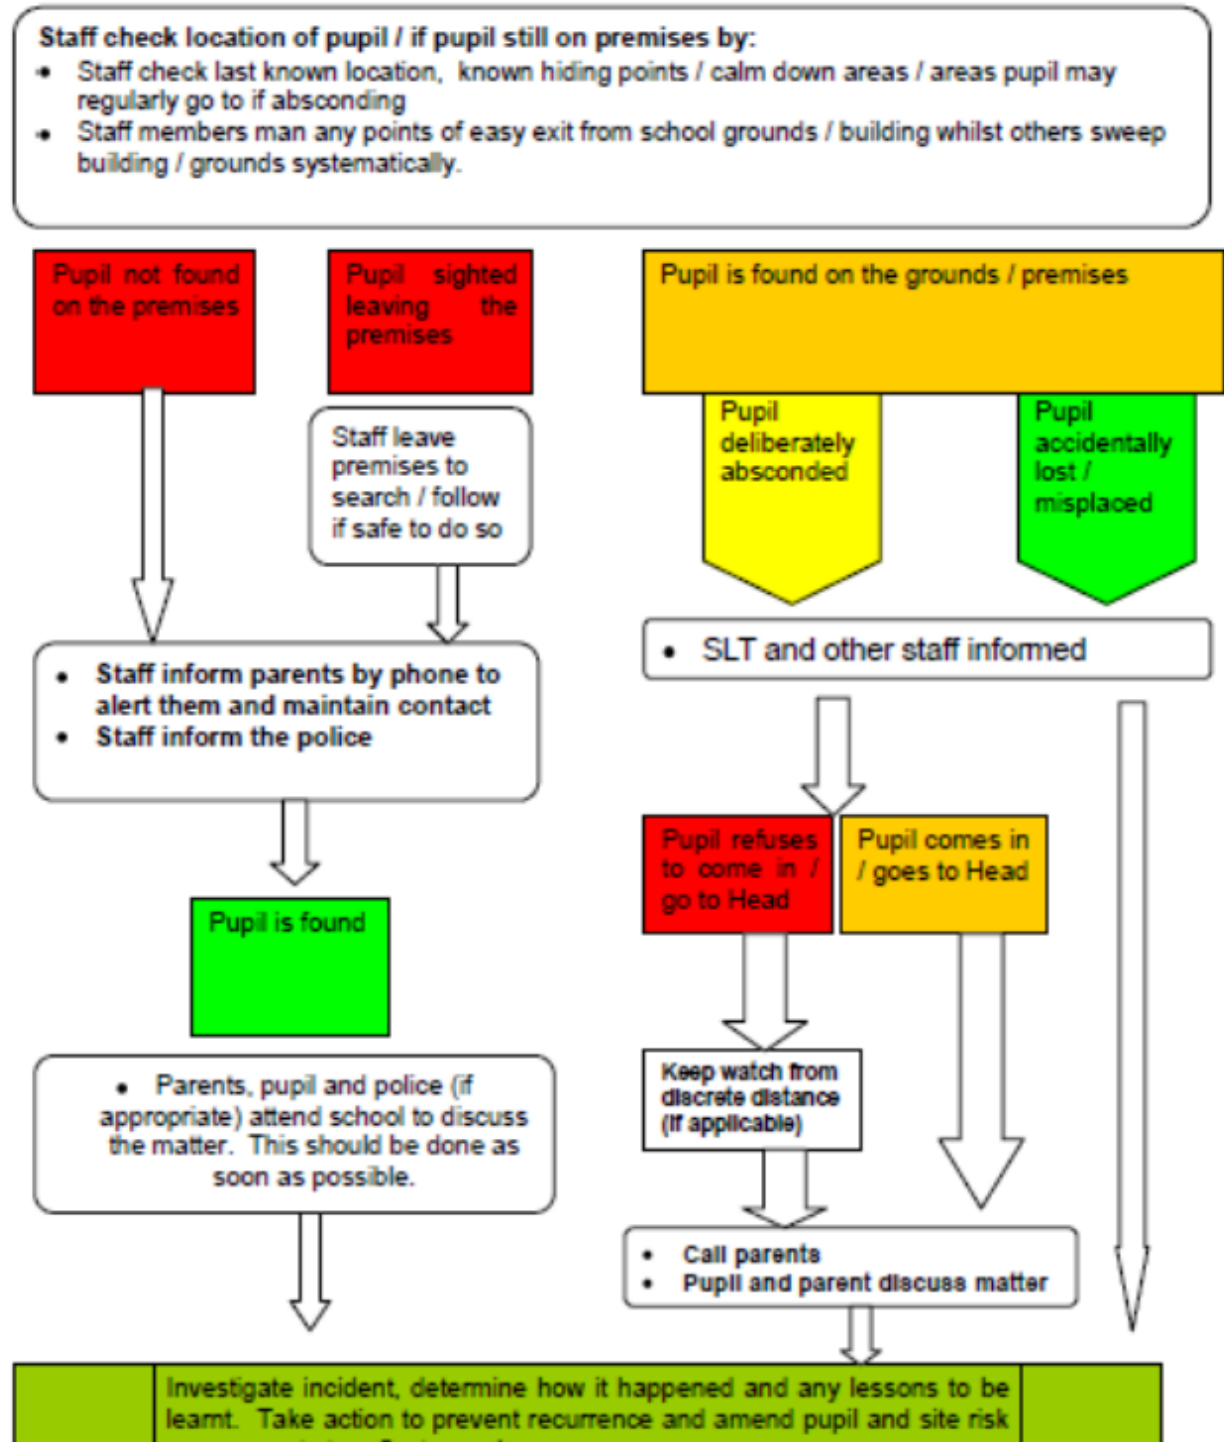 Staff check location of pupil / if pupil still on premises by:
• Staff check last known location, known hiding points / calm down areas / areas pupil may
regularly go to if absconding
• Staff members man any points of easy exit from school grounds / building whilst others sweep
building / grounds systematically.
Pupil not found
on the premises
Pupil sighted
leaving the
premises
Pupil is found on the grounds / premises
Staff leave
premises to
search / follow
if safe to do so
Pupil
deliberately
absconded
Pupil
accidentally
lost /
misplaced
• Staff inform parents by phone to
alert them and maintain contact
• Staff inform the police
• SLT and other staff informed
Pupil refuses
to come in /
go to Head
Pupil comes in
/ goes to Head
Pupil is found
Keep watch from
discrete distance
(if applicable)
• Parents, pupil and police (if
appropriate) attend school to discuss
the matter. This should be done as
soon as possible.
• Call parents
• Pupil and parent discuss matter
Investigate incident, determine how it happened and any lessons to be
learnt. Take action to prevent recurrence and amend pupil and site risk